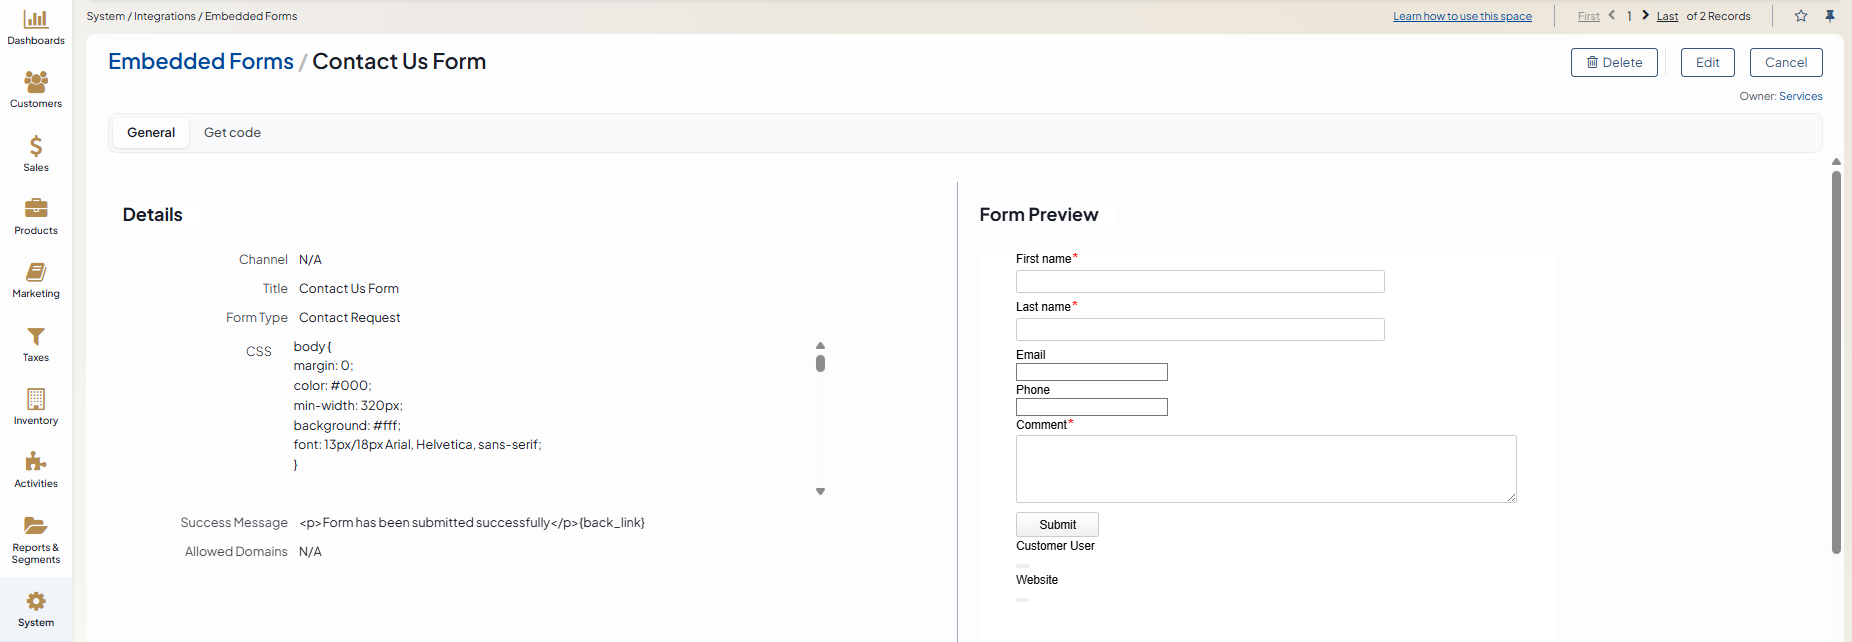 System / Integrations / Embedded Forms
Learn how to use this space
First 1 Last of 2 Records
Dashboards
Customers
Sales
Products
Marketing
Taxes
Inventory
Activities
Reports &
Segments
System
Embedded Forms / Contact Us Form
Delete
Edit
Cancel
Owner: Services
General
Get code
Details
Channel N/A
Title Contact Us Form
Form Type Contact Request
CSS body {
margin: 0;
color: #000;
min-width: 320px;
background: #fff;
font: 13px/18px Arial, Helvetica, sans-serif;
}
Success Message <p>Form has been submitted successfully</p>{back_link}
Allowed Domains N/A
Form Preview
First name*
Last name*
Email
Phone
Comment*
Submit
Customer User
Website